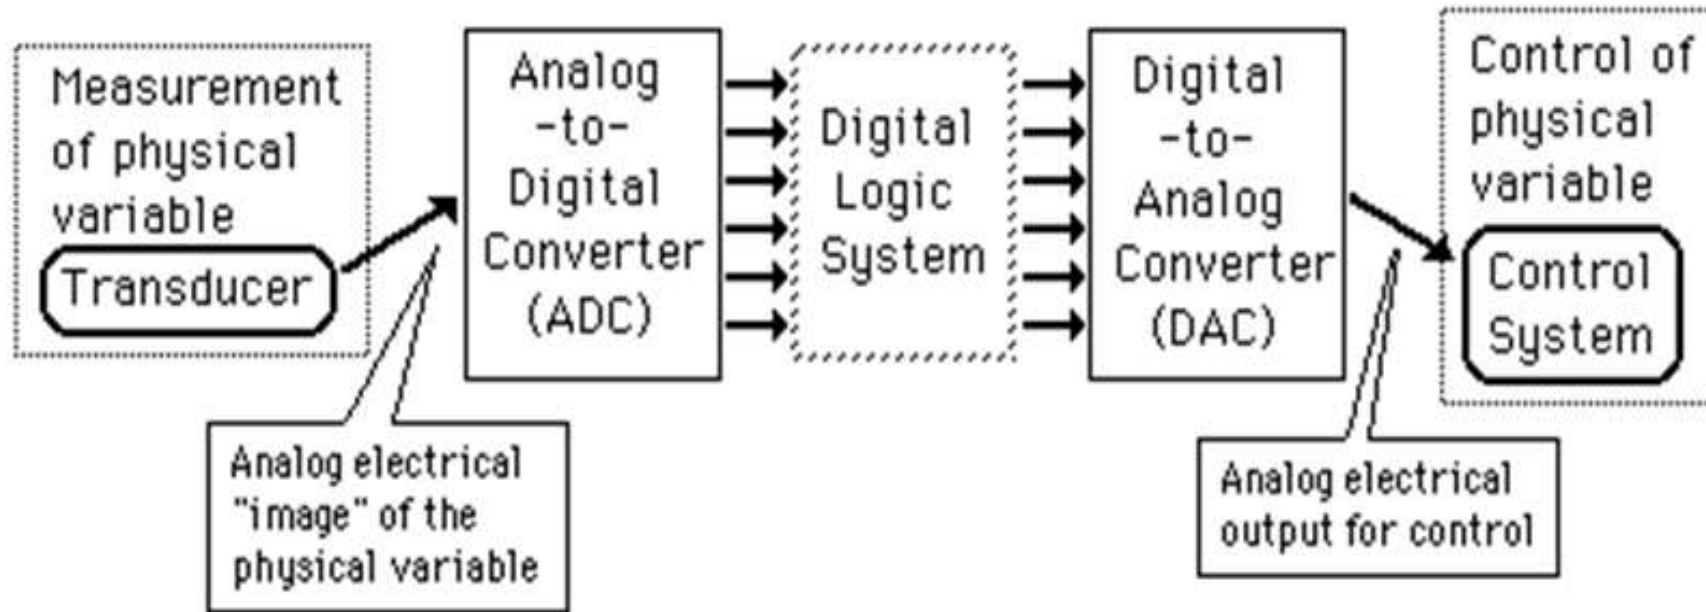 Measurement
of physical
variable
Transducer
Analog
-to-
Digital
Converter
(ADC)
Digital
Logic
System
Digital
-to-
Analog
Converter
(DAC)
Control of
physical
variable
Control
System
Analog electrical
"image" of the
physical variable
Analog electrical
output for control